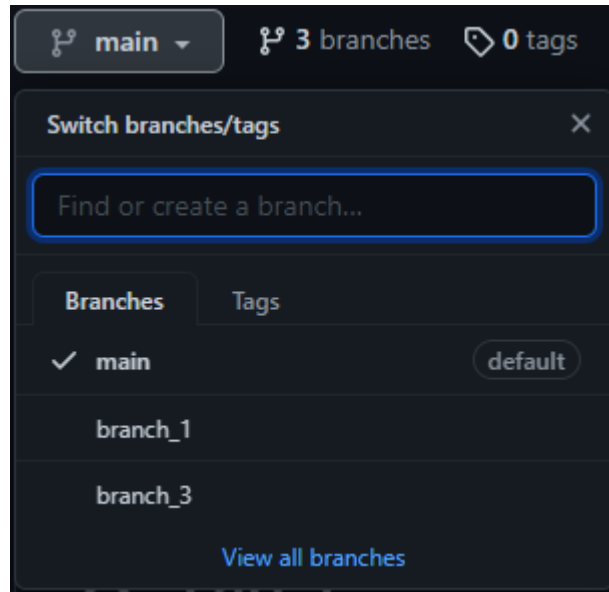 main 3 branches 0 tags
Switch branches/tags
Find or create a branch...
Branches Tags
main default
branch_1
branch_3
View all branches